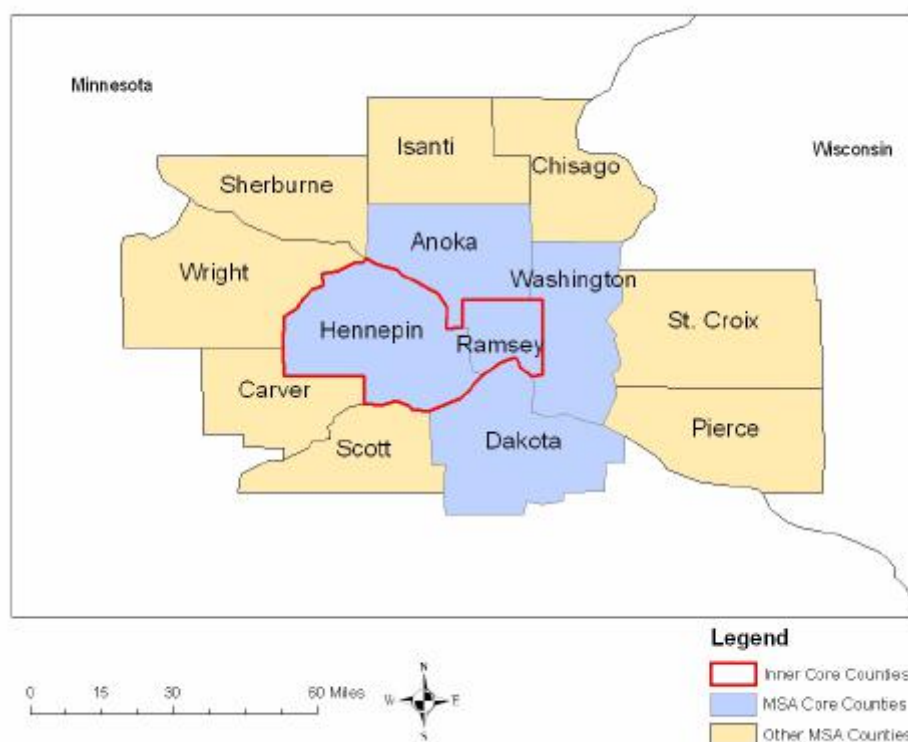 Minnesota
Isanti
Chisago
Wisconsin
Sherburne
Anoka
Wright
Washington
St. Croix
Hennepin
Ramsey
Carver
Pierce
Scott
Dakota
Legend
Inner Core Counties
MSA Core Counties
Other MSA Counties
0 15 30 60 Miles
N
W E
S